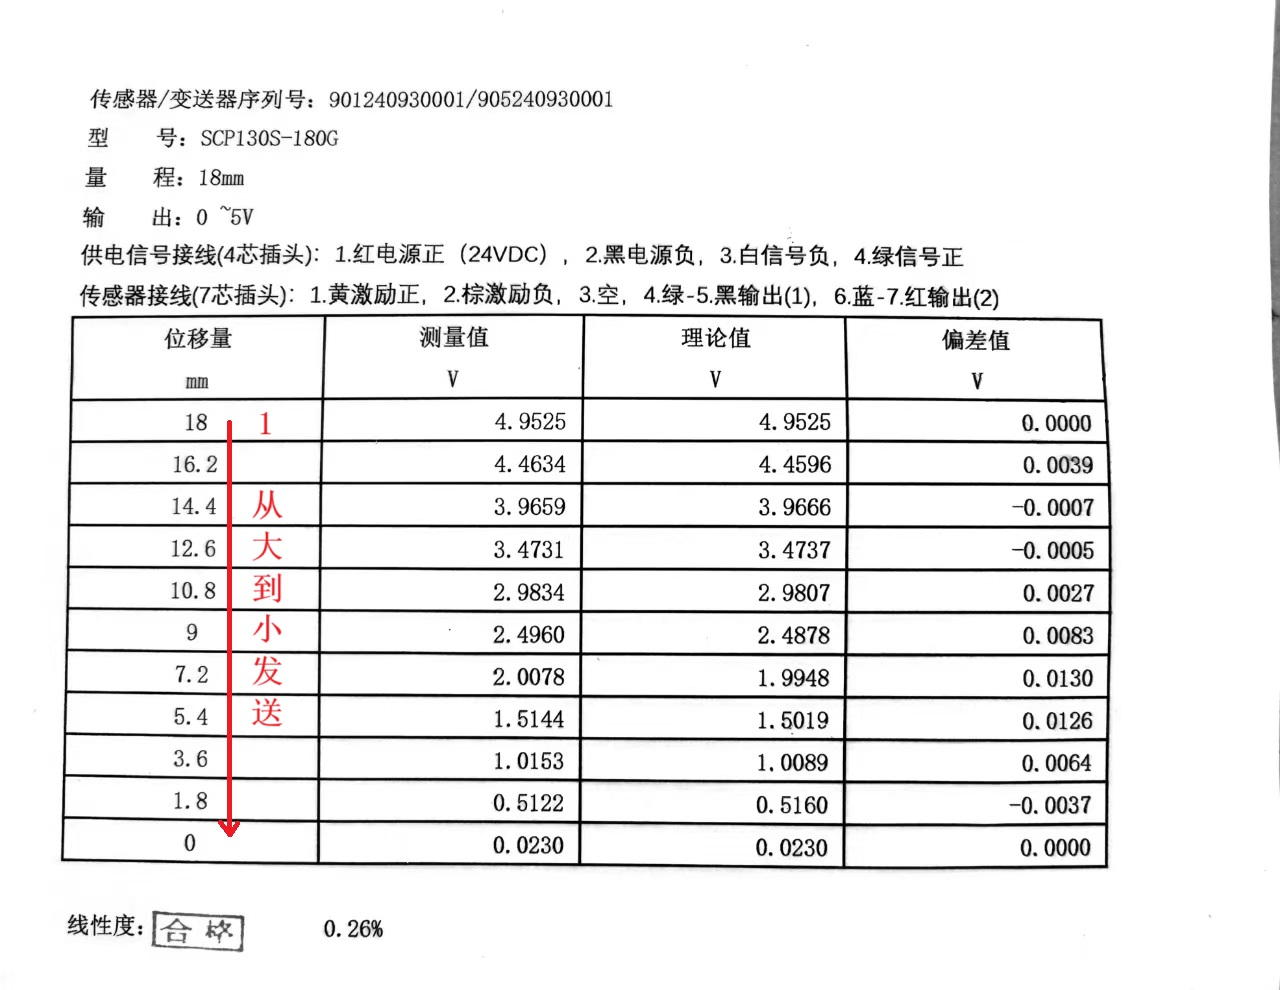 传感器/变送器序列号：901240930001/905240930001
型 号：SCP130S-180G
量 程：18mm
输 出：0 ~5V
供电信号接线(4芯插头)：1.红电源正（24VDC），2.黑电源负，3.白信号负，4.绿信号正
传感器接线(7芯插头)：1.黄激励正，2.棕激励负，3.空，4.绿-5.黑输出(1)，6.蓝-7.红输出(2)
位移量 测量值 理论值 偏差值
mm V V V
18 1 4.9525 4.9525 0.0000
16.2 4.4634 4.4596 0.0039
14.4 从 3.9659 3.9666 -0.0007
12.6 大 3.4731 3.4737 -0.0005
10.8 到 2.9834 2.9807 0.0027
9 小 2.4960 2.4878 0.0083
7.2 发 2.0078 1.9948 0.0130
5.4 送 1.5144 1.5019 0.0126
3.6 1.0153 1.0089 0.0064
1.8 0.5122 0.5160 -0.0037
0 0.0230 0.0230 0.0000
线性度：合格 0.26%